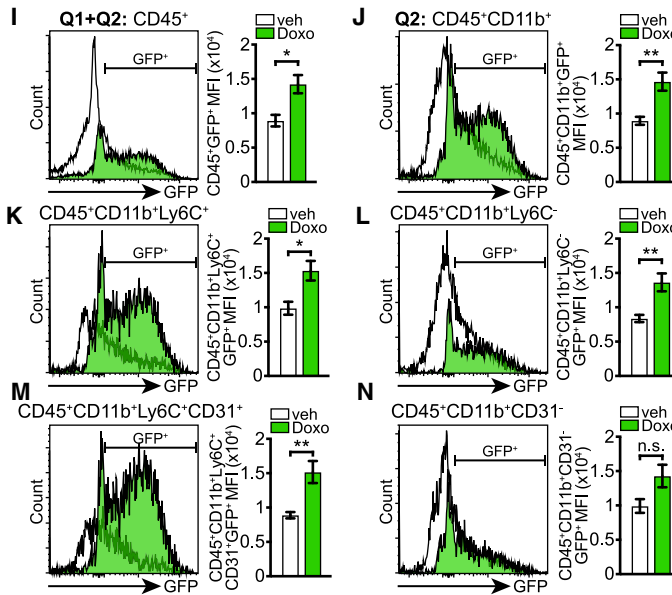 I
Q1+Q2: CD45⁺
Count
GFP⁺
GFP
veh
Doxo
CD45⁺GFP⁺ MFI (x10⁴)
2
1.5
1
0.5
0
*
J
Q2: CD45⁺CD11b⁺
Count
GFP⁺
GFP
veh
Doxo
CD45⁺CD11b⁺GFP⁺
MFI (x10⁴)
2
1.5
1
0.5
0
**
K
CD45⁺CD11b⁺Ly6C⁺
Count
GFP⁺
GFP
veh
Doxo
CD45⁺CD11b⁺Ly6C⁺
GFP⁺ MFI (x10⁴)
2
1.5
1
0.5
0
*
L
CD45⁺CD11b⁺Ly6C⁻
Count
GFP⁺
GFP
veh
Doxo
CD45⁺CD11b⁺Ly6C⁻
GFP⁺ MFI (x10⁴)
2
1.5
1
0.5
0
**
M
CD45⁺CD11b⁺Ly6C⁺CD31⁺
Count
GFP⁺
GFP
veh
Doxo
CD45⁺CD11b⁺Ly6C⁺
CD31⁺GFP⁺ MFI (x10⁴)
2
1.5
1
0.5
0
**
N
CD45⁺CD11b⁺CD31⁻
Count
GFP⁺
GFP
veh
Doxo
CD45⁺CD11b⁺CD31⁻
GFP⁺ MFI (x10⁴)
2
1.5
1
0.5
0
n.s.